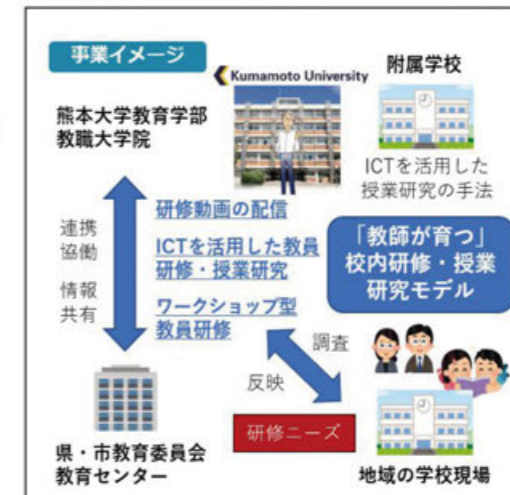 事業イメージ
Kumamoto University
附属学校
熊本大学教育学部
教職大学院
ICTを活用した
授業研究の手法
連携
協働
情報
共有
研修動画の配信
ICTを活用した教員
研修・授業研究
ワークショップ型
教員研修
「教師が育つ」
校内研修・授業
研究モデル
調査
反映
研修ニーズ
県・市教育委員会
教育センター
地域の学校現場